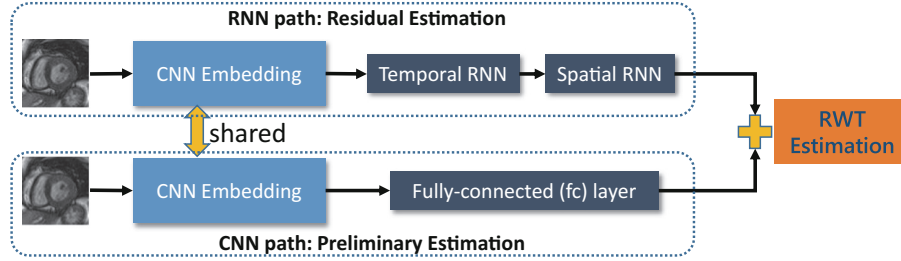 RNN path: Residual Estimation
CNN Embedding
Temporal RNN
Spatial RNN
shared
RWT
Estimation
CNN Embedding
Fully-connected (fc) layer
CNN path: Preliminary Estimation